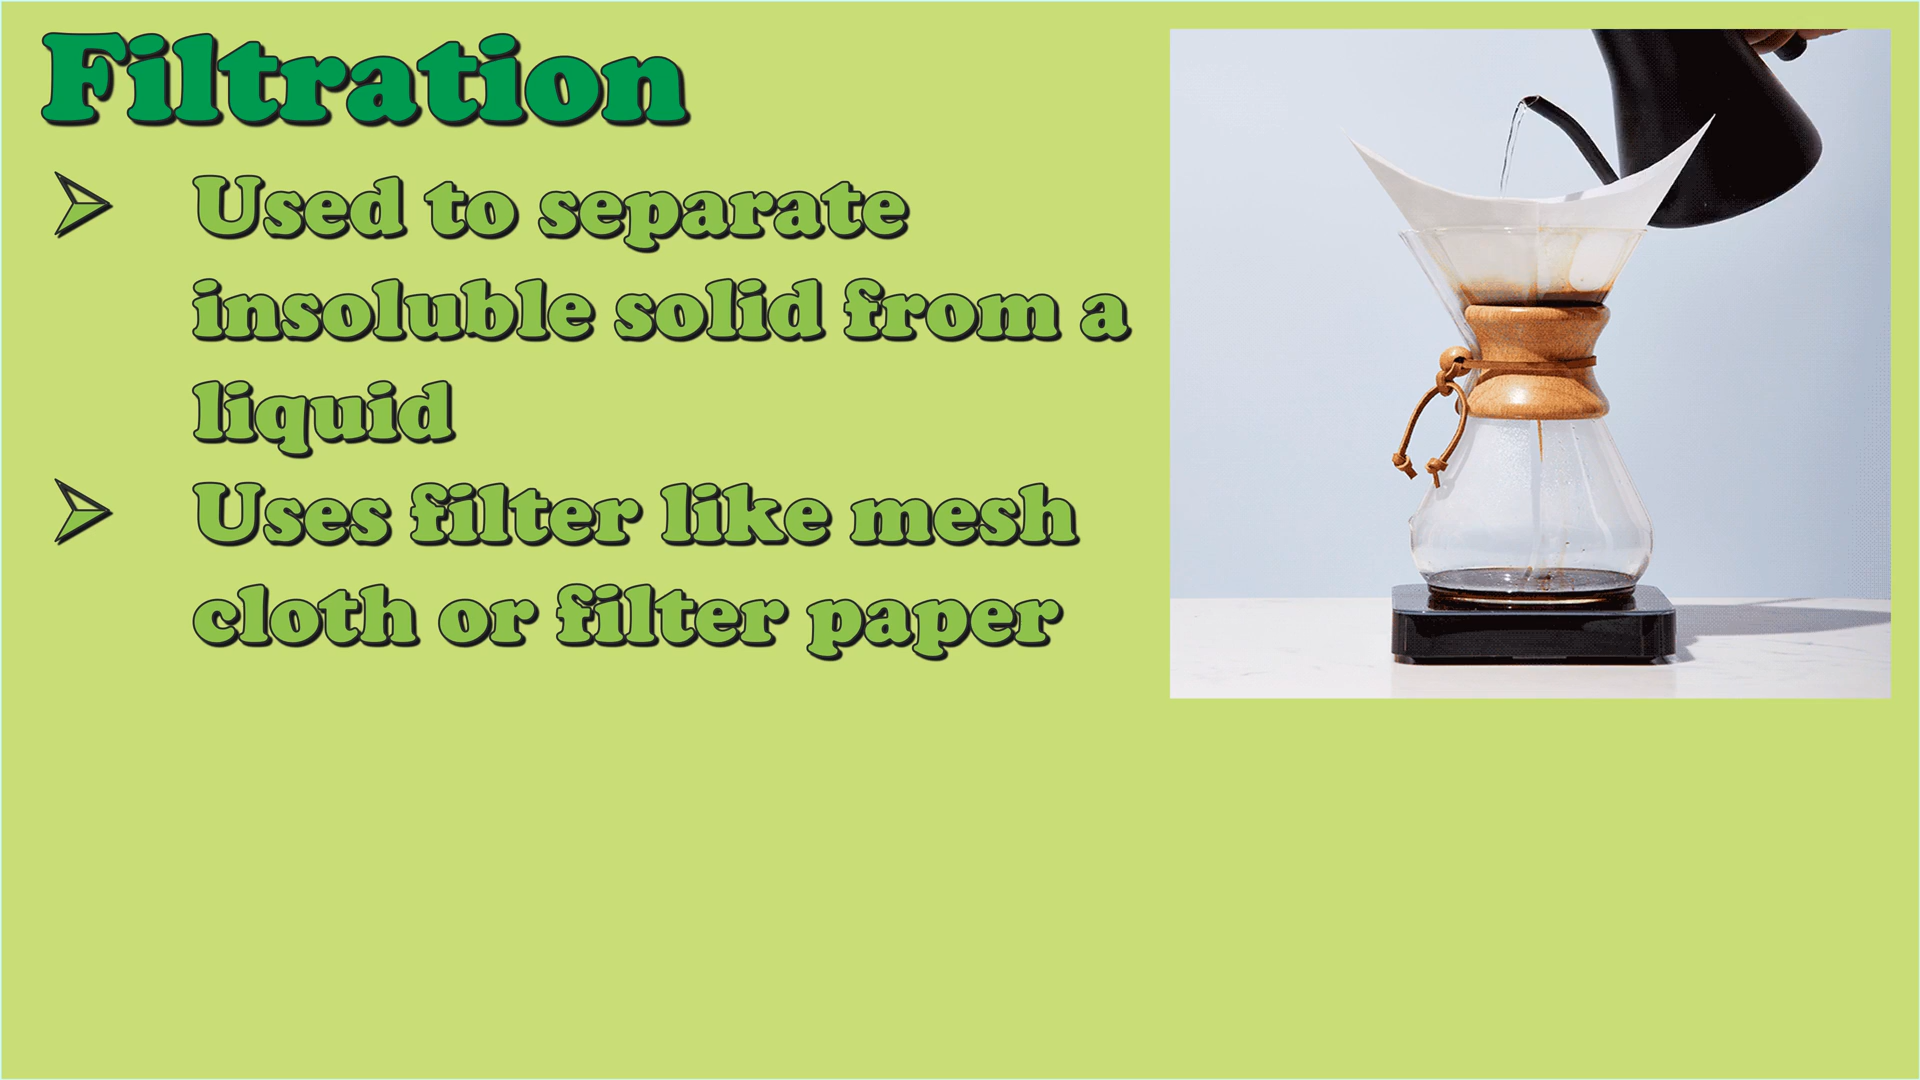 Filtration
➢ Used to separate
insoluble solid from a
liquid
➢ Uses filter like mesh
cloth or filter paper